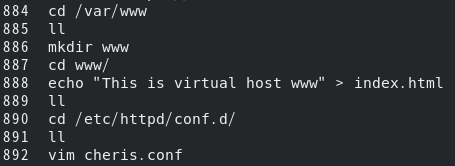 884 cd /var/www
885 ll
886 mkdir www
887 cd www/
888 echo "This is virtual host www" > index.html
889 ll
890 cd /etc/httpd/conf.d/
891 ll
892 vim cheris.conf